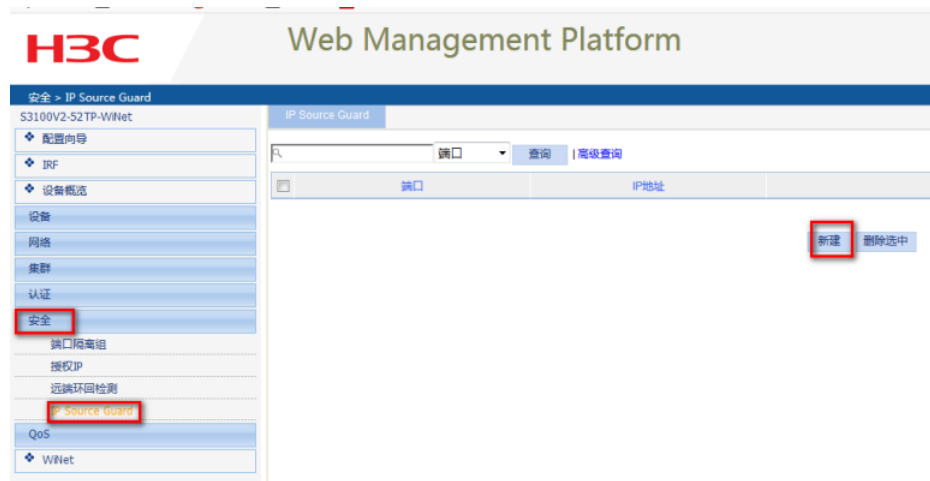 H3C
Web Management Platform
安全 > IP Source Guard
S3100V2-52TP-WiNet
配置向导
IRF
设备概览
设备
网络
集群
认证
安全
端口隔离组
授权IP
远端环回检测
IP Source Guard
QoS
WiNet
IP Source Guard
端口 查询 | 高级查询
端口 IP地址
新建 删除选中